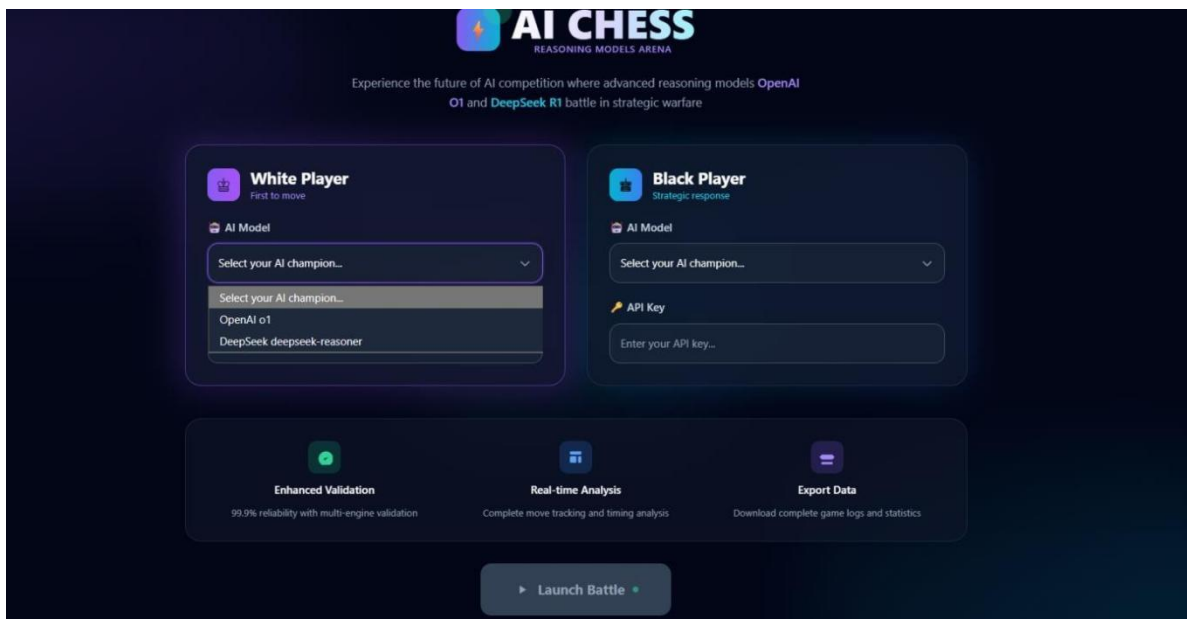 AI CHESS
REASONING MODELS ARENA
Experience the future of AI competition where advanced reasoning models OpenAI
O1 and DeepSeek R1 battle in strategic warfare
White Player
First to move
AI Model
Select your AI champion...
Select your AI champion...
OpenAI o1
DeepSeek deepseek-reasoner
Black Player
Strategic response
AI Model
Select your AI champion...
API Key
Enter your API key...
Enhanced Validation
99.9% reliability with multi-engine validation
Real-time Analysis
Complete move tracking and timing analysis
Export Data
Download complete game logs and statistics
Launch Battle